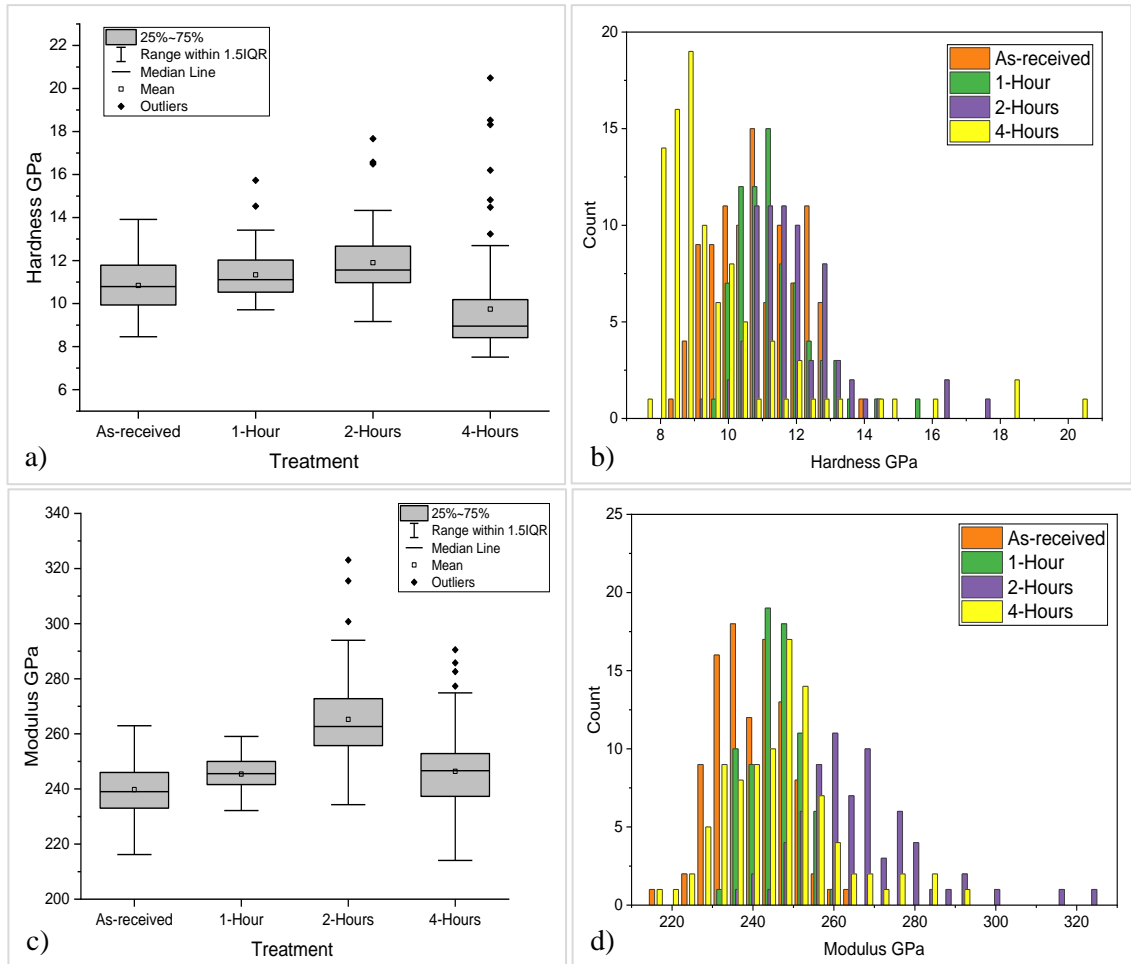 22
20
18
16
14
12
10
8
6
Hardness GPa
25%~75%
Range within 1.5IQR
Median Line
Mean
Outliers
As-received 1-Hour 2-Hours 4-Hours
Treatment
a)
20
15
10
5
0
Count
As-received
1-Hour
2-Hours
4-Hours
8 10 12 14 16 18 20
Hardness GPa
b)
340
320
300
280
260
240
220
200
Modulus GPa
25%~75%
Range within 1.5IQR
Median Line
Mean
Outliers
As-received 1-Hour 2-Hours 4-Hours
Treatment
c)
25
20
15
10
5
0
Count
As-received
1-Hour
2-Hours
4-Hours
220 240 260 280 300 320
Modulus GPa
d)